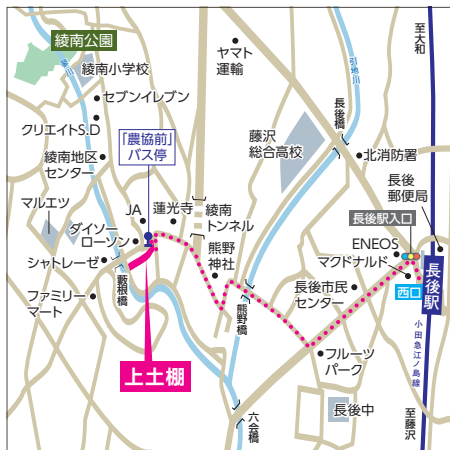 綾南公園
蓼川
綾南小学校
セブンイレブン
クリエイトS.D
綾南地区
センター
マルエツ
「農協前」
バス停
JA
蓮光寺
ダイソー
ローソン
シャトレーゼ
ファミリー
マート
藪根橋
上土棚
ヤマト
運輸
綾南
トンネル
熊野
神社
熊野橋
六会橋
引地川
長後橋
藤沢
総合高校
北消防署
至大和
長後
郵便局
長後駅入口
ENEOS
マクドナルド
西口
長後駅
小田急江ノ島線
長後市民
センター
フルーツ
パーク
長後中
至藤沢